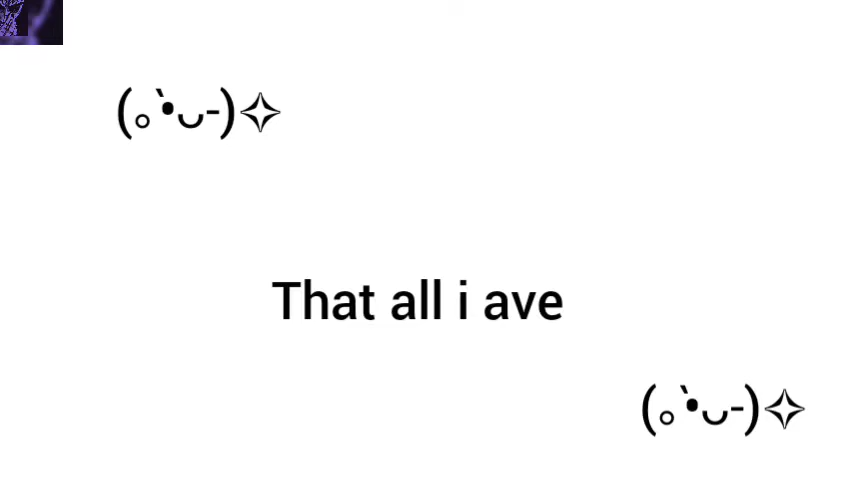 (｡•̀ᴗ-)✧
That all i ave
(｡•̀ᴗ-)✧